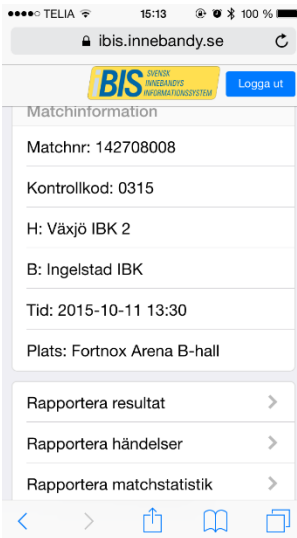 TELIA 15:13 100 %
ibis.innebandy.se
BIS SVENSK INNEBANDYS INFORMATIONSSYSTEM
Logga ut
Matchinformation
Matchnr: 142708008
Kontrollkod: 0315
H: Växjö IBK 2
B: Ingelstad IBK
Tid: 2015-10-11 13:30
Plats: Fortnox Arena B-hall
Rapportera resultat
Rapportera händelser
Rapportera matchstatistik